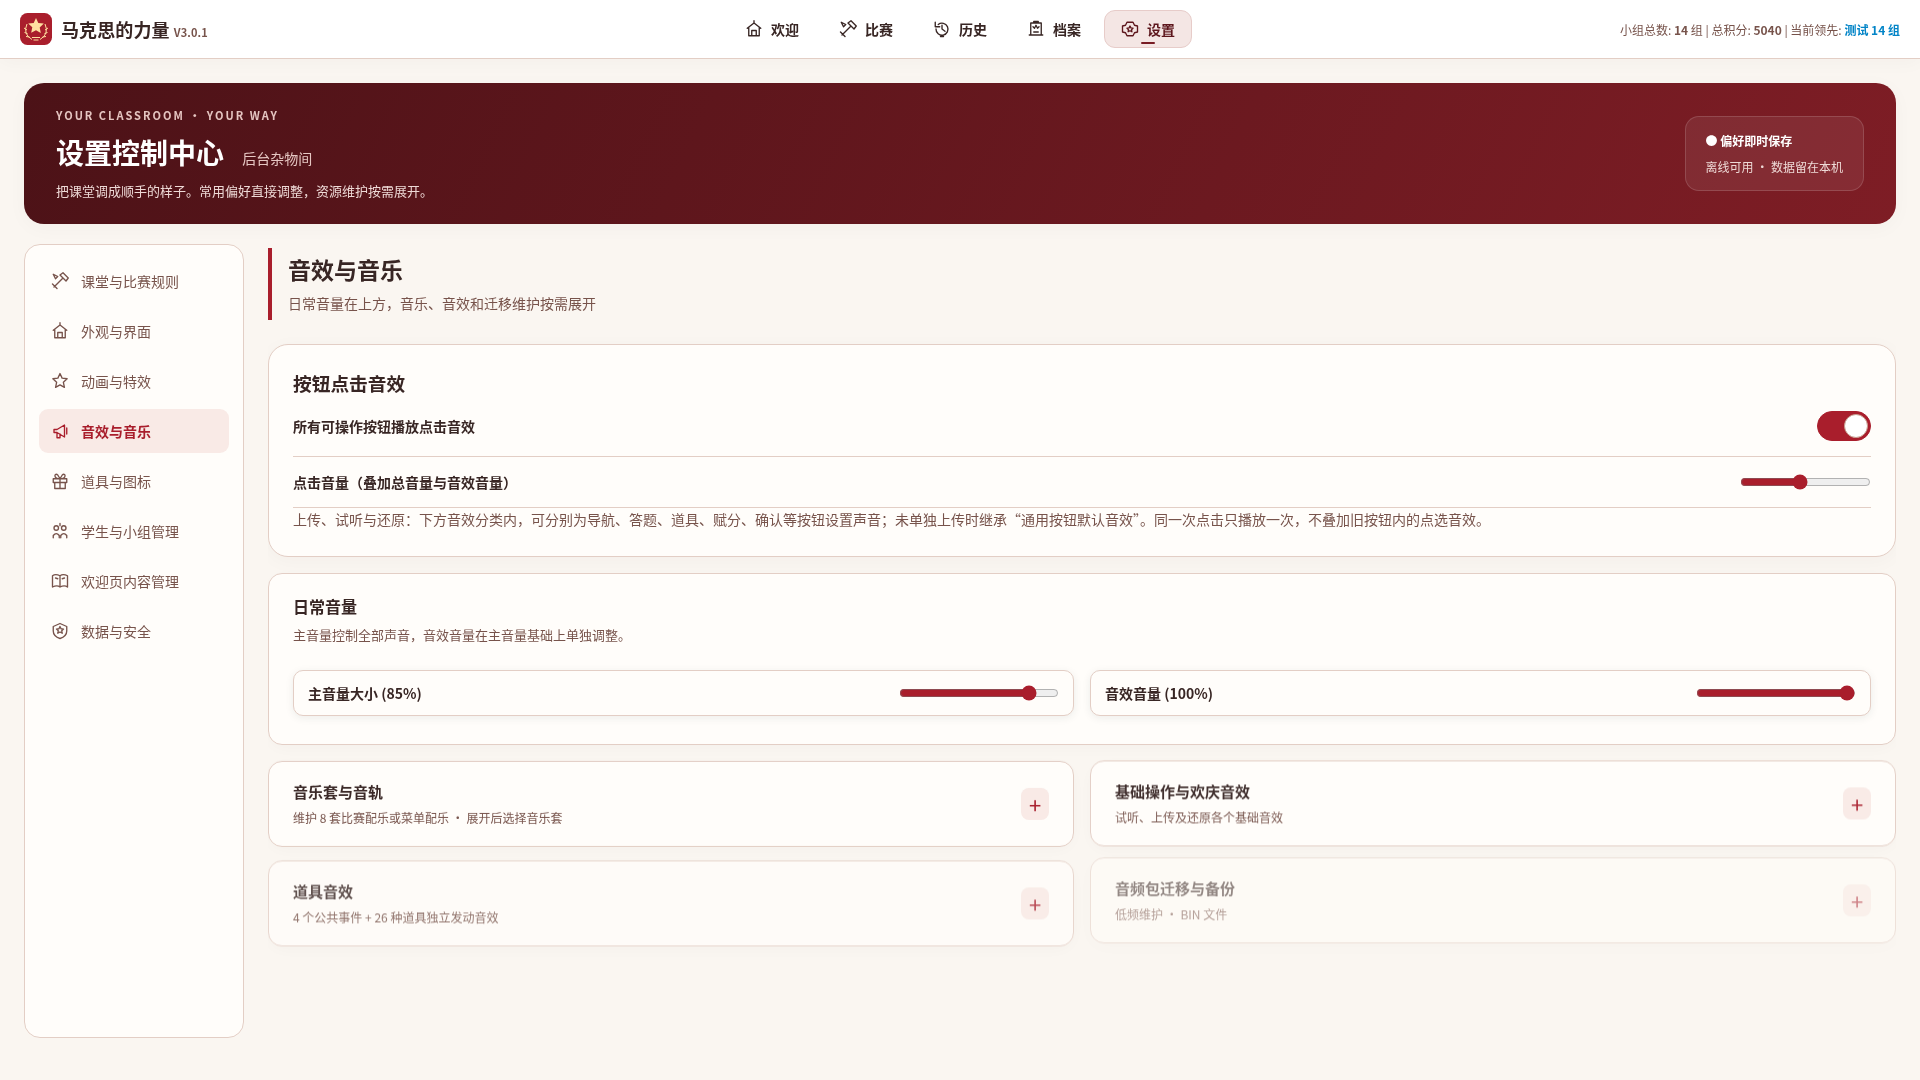 马克思的力量 V3.0.1
欢迎
比赛
历史
档案
设置
小组总数: 14 组 | 总积分: 5040 | 当前领先: 测试 14 组
YOUR CLASSROOM • YOUR WAY
设置控制中心 后台杂物间
把课堂调成顺手的样子。常用偏好直接调整，资源维护按需展开。
偏好即时保存
离线可用 • 数据留在本机
课堂与比赛规则
外观与界面
动画与特效
音效与音乐
道具与图标
学生与小组管理
欢迎页内容管理
数据与安全
音效与音乐
日常音量在上方，音乐、音效和迁移维护按需展开
按钮点击音效
所有可操作按钮播放点击音效
点击音量（叠加总音量与音效音量）
上传、试听与还原：下方音效分类内，可分别为导航、答题、道具、赋分、确认等按钮设置声音；未单独上传时继承“通用按钮默认音效”。同一次点击只播放一次，不叠加旧按钮内的点选音效。
日常音量
主音量控制全部声音，音效音量在主音量基础上单独调整。
主音量大小 (85%)
音效音量 (100%)
音乐套与音轨
维护 8 套比赛配乐或菜单配乐 • 展开后选择音乐套
+
基础操作与欢庆音效
试听、上传及还原各个基础音效
+
道具音效
4 个公共事件 + 26 种道具独立发动音效
+
音频包迁移与备份
低频维护 • BIN 文件
+